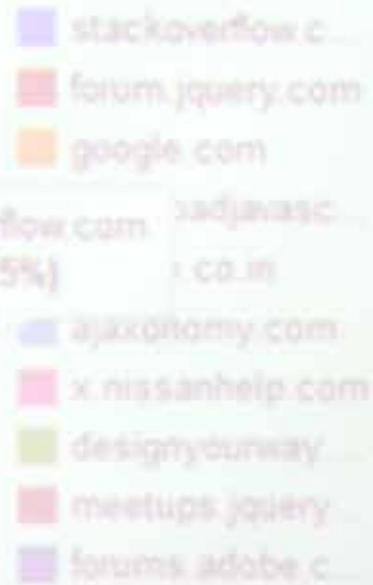 stackoverflow.c...
forum.jquery.com
google.com
adjavasc...
flow.com
5%)
.co.in
ajaxonomy.com
x.nissanhelp.com
designyourway...
meetups.jquery...
forums.adobe.c...